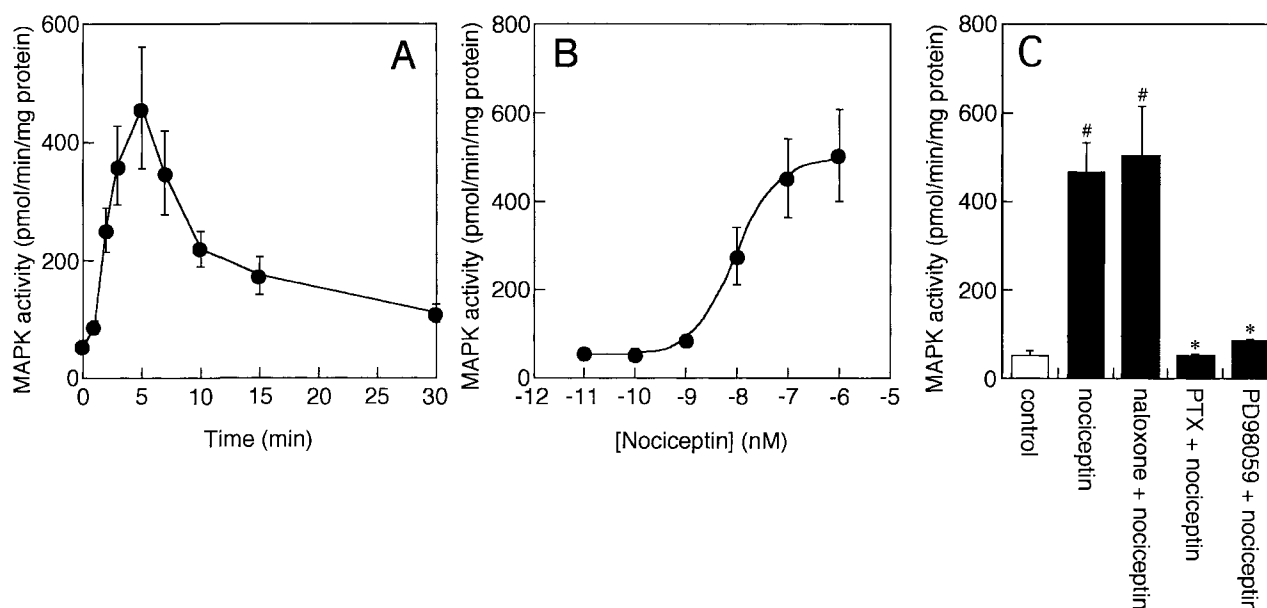 A
MAPK activity (pmol/min/mg protein)
600
400
200
0
0 5 10 15 20 25 30
Time (min)
B
MAPK activity (pmol/min/mg protein)
800
600
400
200
0
-12 -11 -10 -9 -8 -7 -6 -5
[Nociceptin] (nM)
C
MAPK activity (pmol/min/mg protein)
800
600
400
200
0
# # * *
control
nociceptin
naloxone + nociceptin
PTX + nociceptin
PD98059 + nociceptin